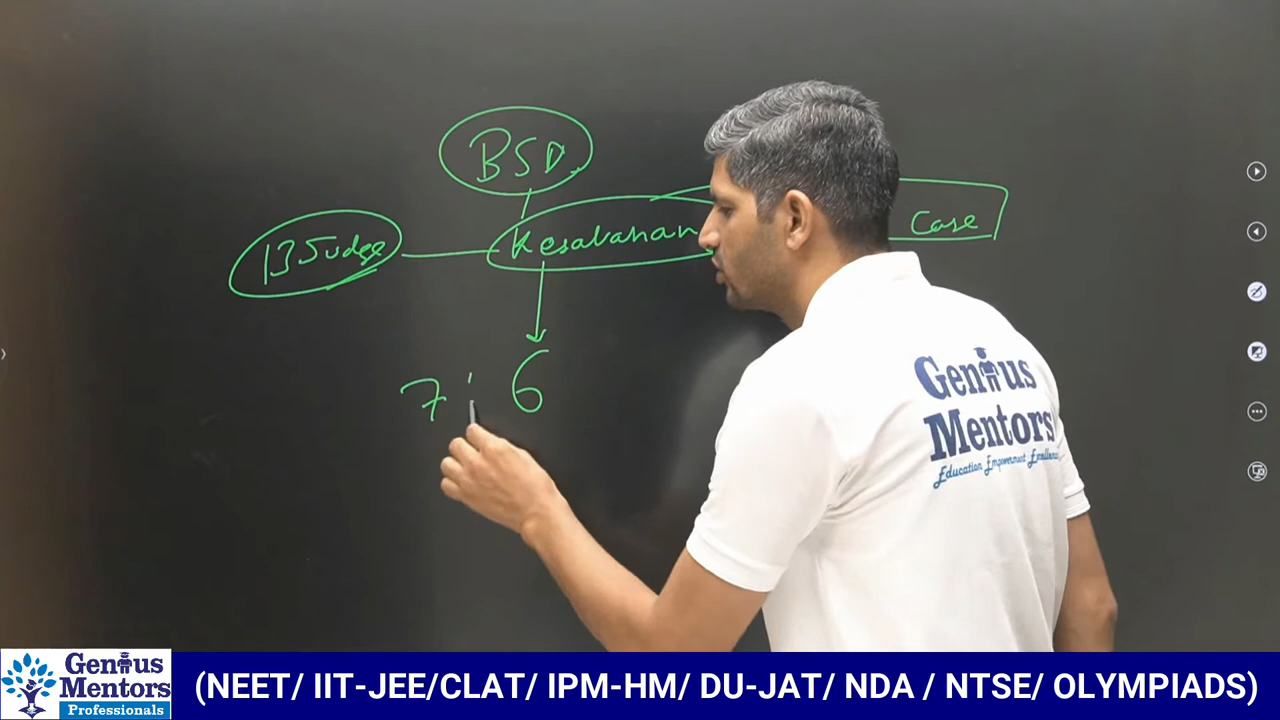 BSD.
13 Judge
Kesavanan
Case
7 : 6
Genius
Mentors
Education Empowerment Excellence
Genius
Mentors
Professionals
(NEET/ IIT-JEE/CLAT/ IPM-HM/ DU-JAT/ NDA / NTSE/ OLYMPIADS)